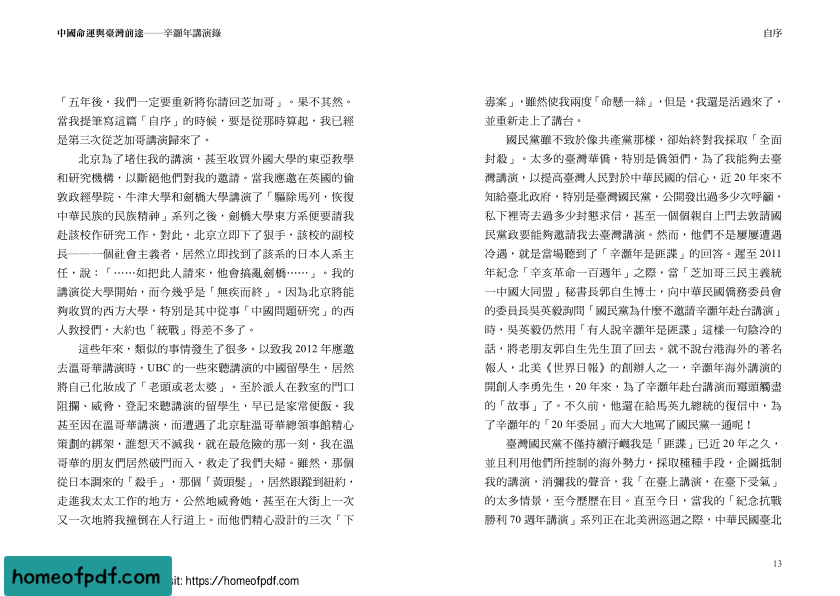 中國命運與臺灣前途——辛灝年講演錄
「五年後，我們一定要重新將你請回芝加哥」。果不其然。
當我提筆寫這篇「自序」的時候，要是從那時算起，我已經
是第三次從芝加哥講演歸來了。
北京為了堵住我的講演，甚至收買外國大學的東亞教學
和研究機構，以斷絕他們對我的邀請。當我應邀在英國的倫
敦政經學院、牛津大學和劍橋大學講演了「驅除馬列，恢復
中華民族的民族精神」系列之後，劍橋大學東方系便要請我
赴該校作研究工作，對此，北京立即下了狠手，該校的副校
長——一個社會主義者，居然立即找到了該系的日本人系主
任，說：「⋯⋯如把此人請來，他會搞亂劍橋⋯⋯」。我的
講演從大學開始，而今幾乎是「無疾而終」。因為北京將能
夠收買的西方大學，特別是其中從事「中國問題研究」的西
人教授們，大約也「統戰」得差不多了。
這些年來，類似的事情發生了很多。以致我 2012 年應邀
去溫哥華講演時，UBC 的一些來聽講演的中國留學生，居然
將自己化妝成了「老頭或老太婆」。至於派人在教室的門口
阻攔、威脅、登記來聽講演的留學生，早已是家常便飯。我
甚至因在溫哥華講演，而遭遇了北京駐溫哥華總領事館精心
策劃的綁架，誰想天不滅我，就在最危險的那一刻，我在溫
哥華的朋友們居然破門而入，救走了我們夫婦。雖然，那個
從日本調來的「殺手」，那個「黃頭髮」，居然跟蹤到紐約，
走進我太太工作的地方，公然地威脅她，甚至在大街上一次
又一次地將我撞倒在人行道上。而他們精心設計的三次「下
自序
毒案」，雖然使我兩度「命懸一絲」，但是，我還是活過來了，
並重新走上了講台。
國民黨雖不致於像共產黨那樣，卻始終對我採取「全面
封殺」。太多的臺灣華僑，特別是僑領們，為了我能夠去臺
灣講演，以提高臺灣人民對於中華民國的信心，近 20 年來不
知給臺北政府，特別是臺灣國民黨，公開發出過多少次呼籲，
私下裡寄去過多少封懇求信，甚至一個個親自上門去敦請國
民黨政要能夠邀請我去臺灣講演。然而，他們不是屢屢遭遇
冷遇，就是當場聽到了「辛灝年是匪諜」的回答。遲至 2011
年紀念「辛亥革命一百週年」之際，當「芝加哥三民主義統
一中國大同盟」秘書長郭自生博士，向中華民國僑務委員會
的委員長吳英毅詢問「國民黨為什麼不邀請辛灝年赴台講演」
時，吳英毅仍然用「有人說辛灝年是匪諜」這樣一句陰冷的
話，將老朋友郭自生先生頂了回去。就不說台港海外的著名
報人，北美《世界日報》的創辦人之一，辛灝年海外講演的
開創人李勇先生，20 年來，為了辛灝年赴台講演而霉頭觸盡
的「故事」了。不久前，他還在給馬英九總統的復信中，為
了辛灝年的「20 年委屈」而大大地罵了國民黨一通呢！
臺灣國民黨不僅持續汙衊我是「匪諜」已近 20 年之久，
並且利用他們所控制的海外勢力，採取種種手段，企圖抵制
我的講演，消彌我的聲音，我「在臺上講演，在臺下受氣」
的太多情景，至今歷歷在目。直至今日，當我的「紀念抗戰
勝利 70 週年講演」系列正在北美洲巡迴之際，中華民國臺北
13
homeofpdf.com
sit: https://homeofpdf.com